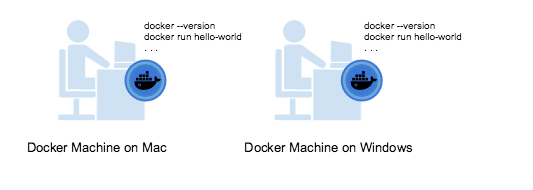 docker --version
docker run hello-world
. . .
Docker Machine on Mac
docker --version
docker run hello-world
. . .
Docker Machine on Windows